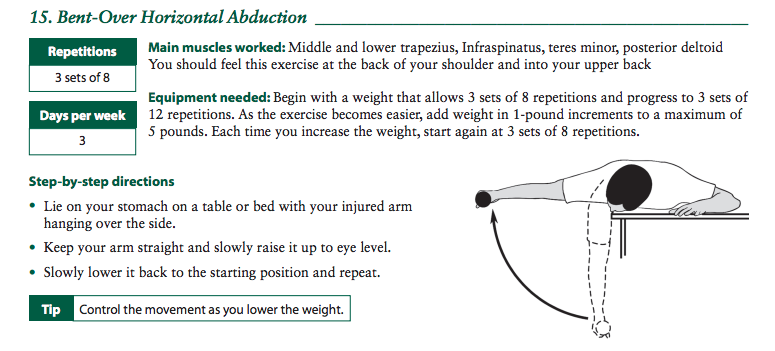 15. Bent-Over Horizontal Abduction
Repetitions
3 sets of 8
Days per week
3
Main muscles worked: Middle and lower trapezius, Infraspinatus, teres minor, posterior deltoid
You should feel this exercise at the back of your shoulder and into your upper back
Equipment needed: Begin with a weight that allows 3 sets of 8 repetitions and progress to 3 sets of
12 repetitions. As the exercise becomes easier, add weight in 1-pound increments to a maximum of
5 pounds. Each time you increase the weight, start again at 3 sets of 8 repetitions.
Step-by-step directions
• Lie on your stomach on a table or bed with your injured arm
hanging over the side.
• Keep your arm straight and slowly raise it up to eye level.
• Slowly lower it back to the starting position and repeat.
Tip Control the movement as you lower the weight.